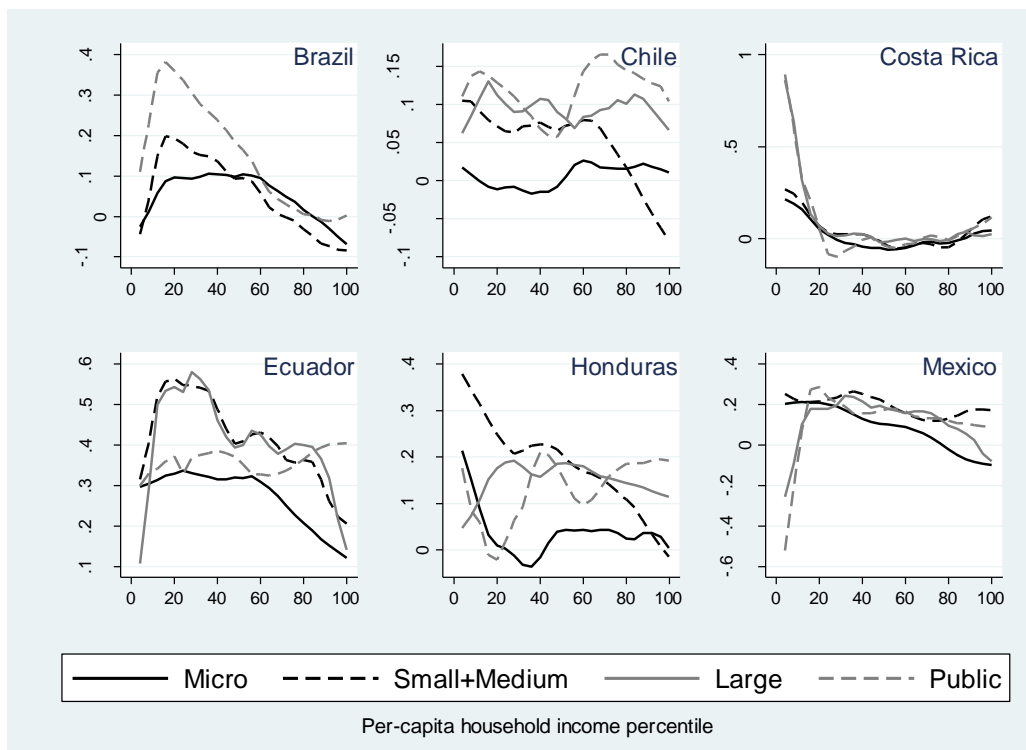 Brazil
.4
.3
.2
.1
0
-.1
0 20 40 60 80 100
Chile
.15
.1
.05
0
-.05
-.1
0 20 40 60 80 100
Costa Rica
1
.5
0
0 20 40 60 80 100
Ecuador
.6
.5
.4
.3
.2
.1
0 20 40 60 80 100
Honduras
.4
.3
.2
.1
0
0 20 40 60 80 100
Mexico
.4
.2
0
-.2
-.4
-.6
0 20 40 60 80 100
Micro Small+Medium Large Public
Per-capita household income percentile